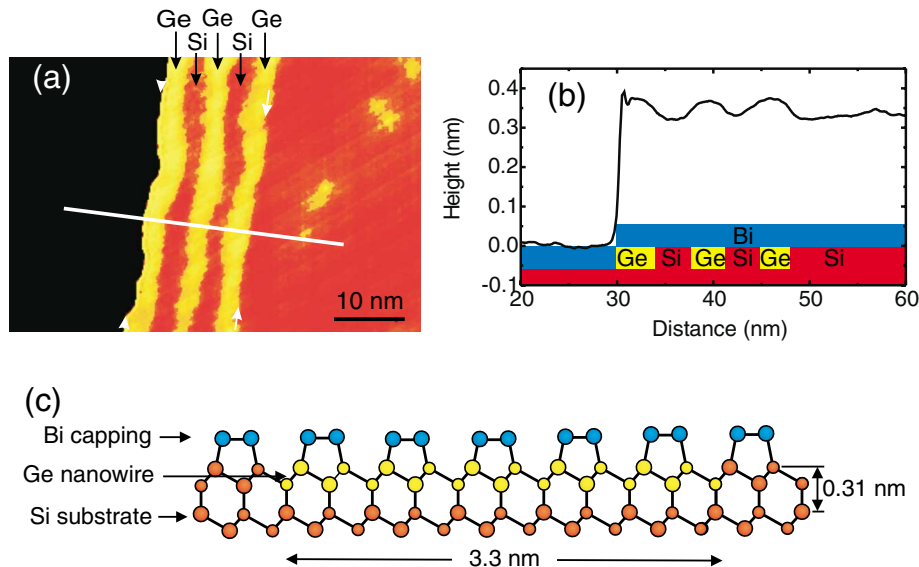 Ge Ge Ge
Si Si
(a)
10 nm
(b)
Height (nm)
0.4
0.3
0.2
0.1
0.0
-0.1
Bi
Ge Si Ge Si Ge Si
20 30 40 50 60
Distance (nm)
(c)
Bi capping
Ge nanowire
Si substrate
0.31 nm
3.3 nm